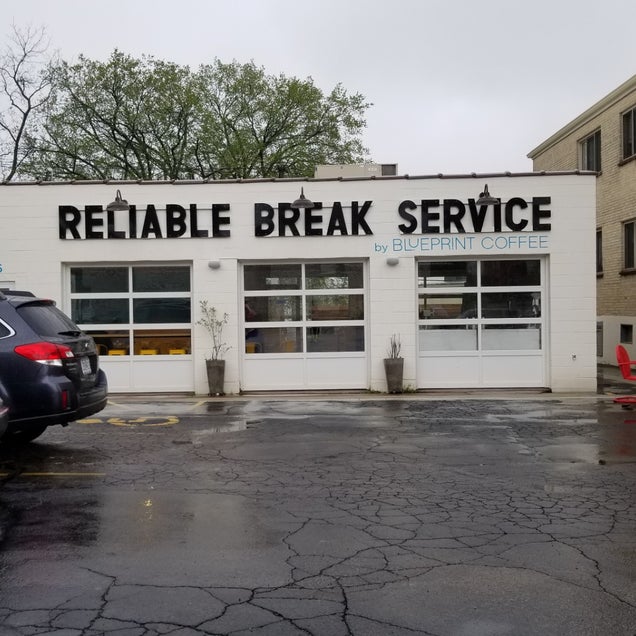 RELIABLE BREAK SERVICE
by BLUEPRINT COFFEE